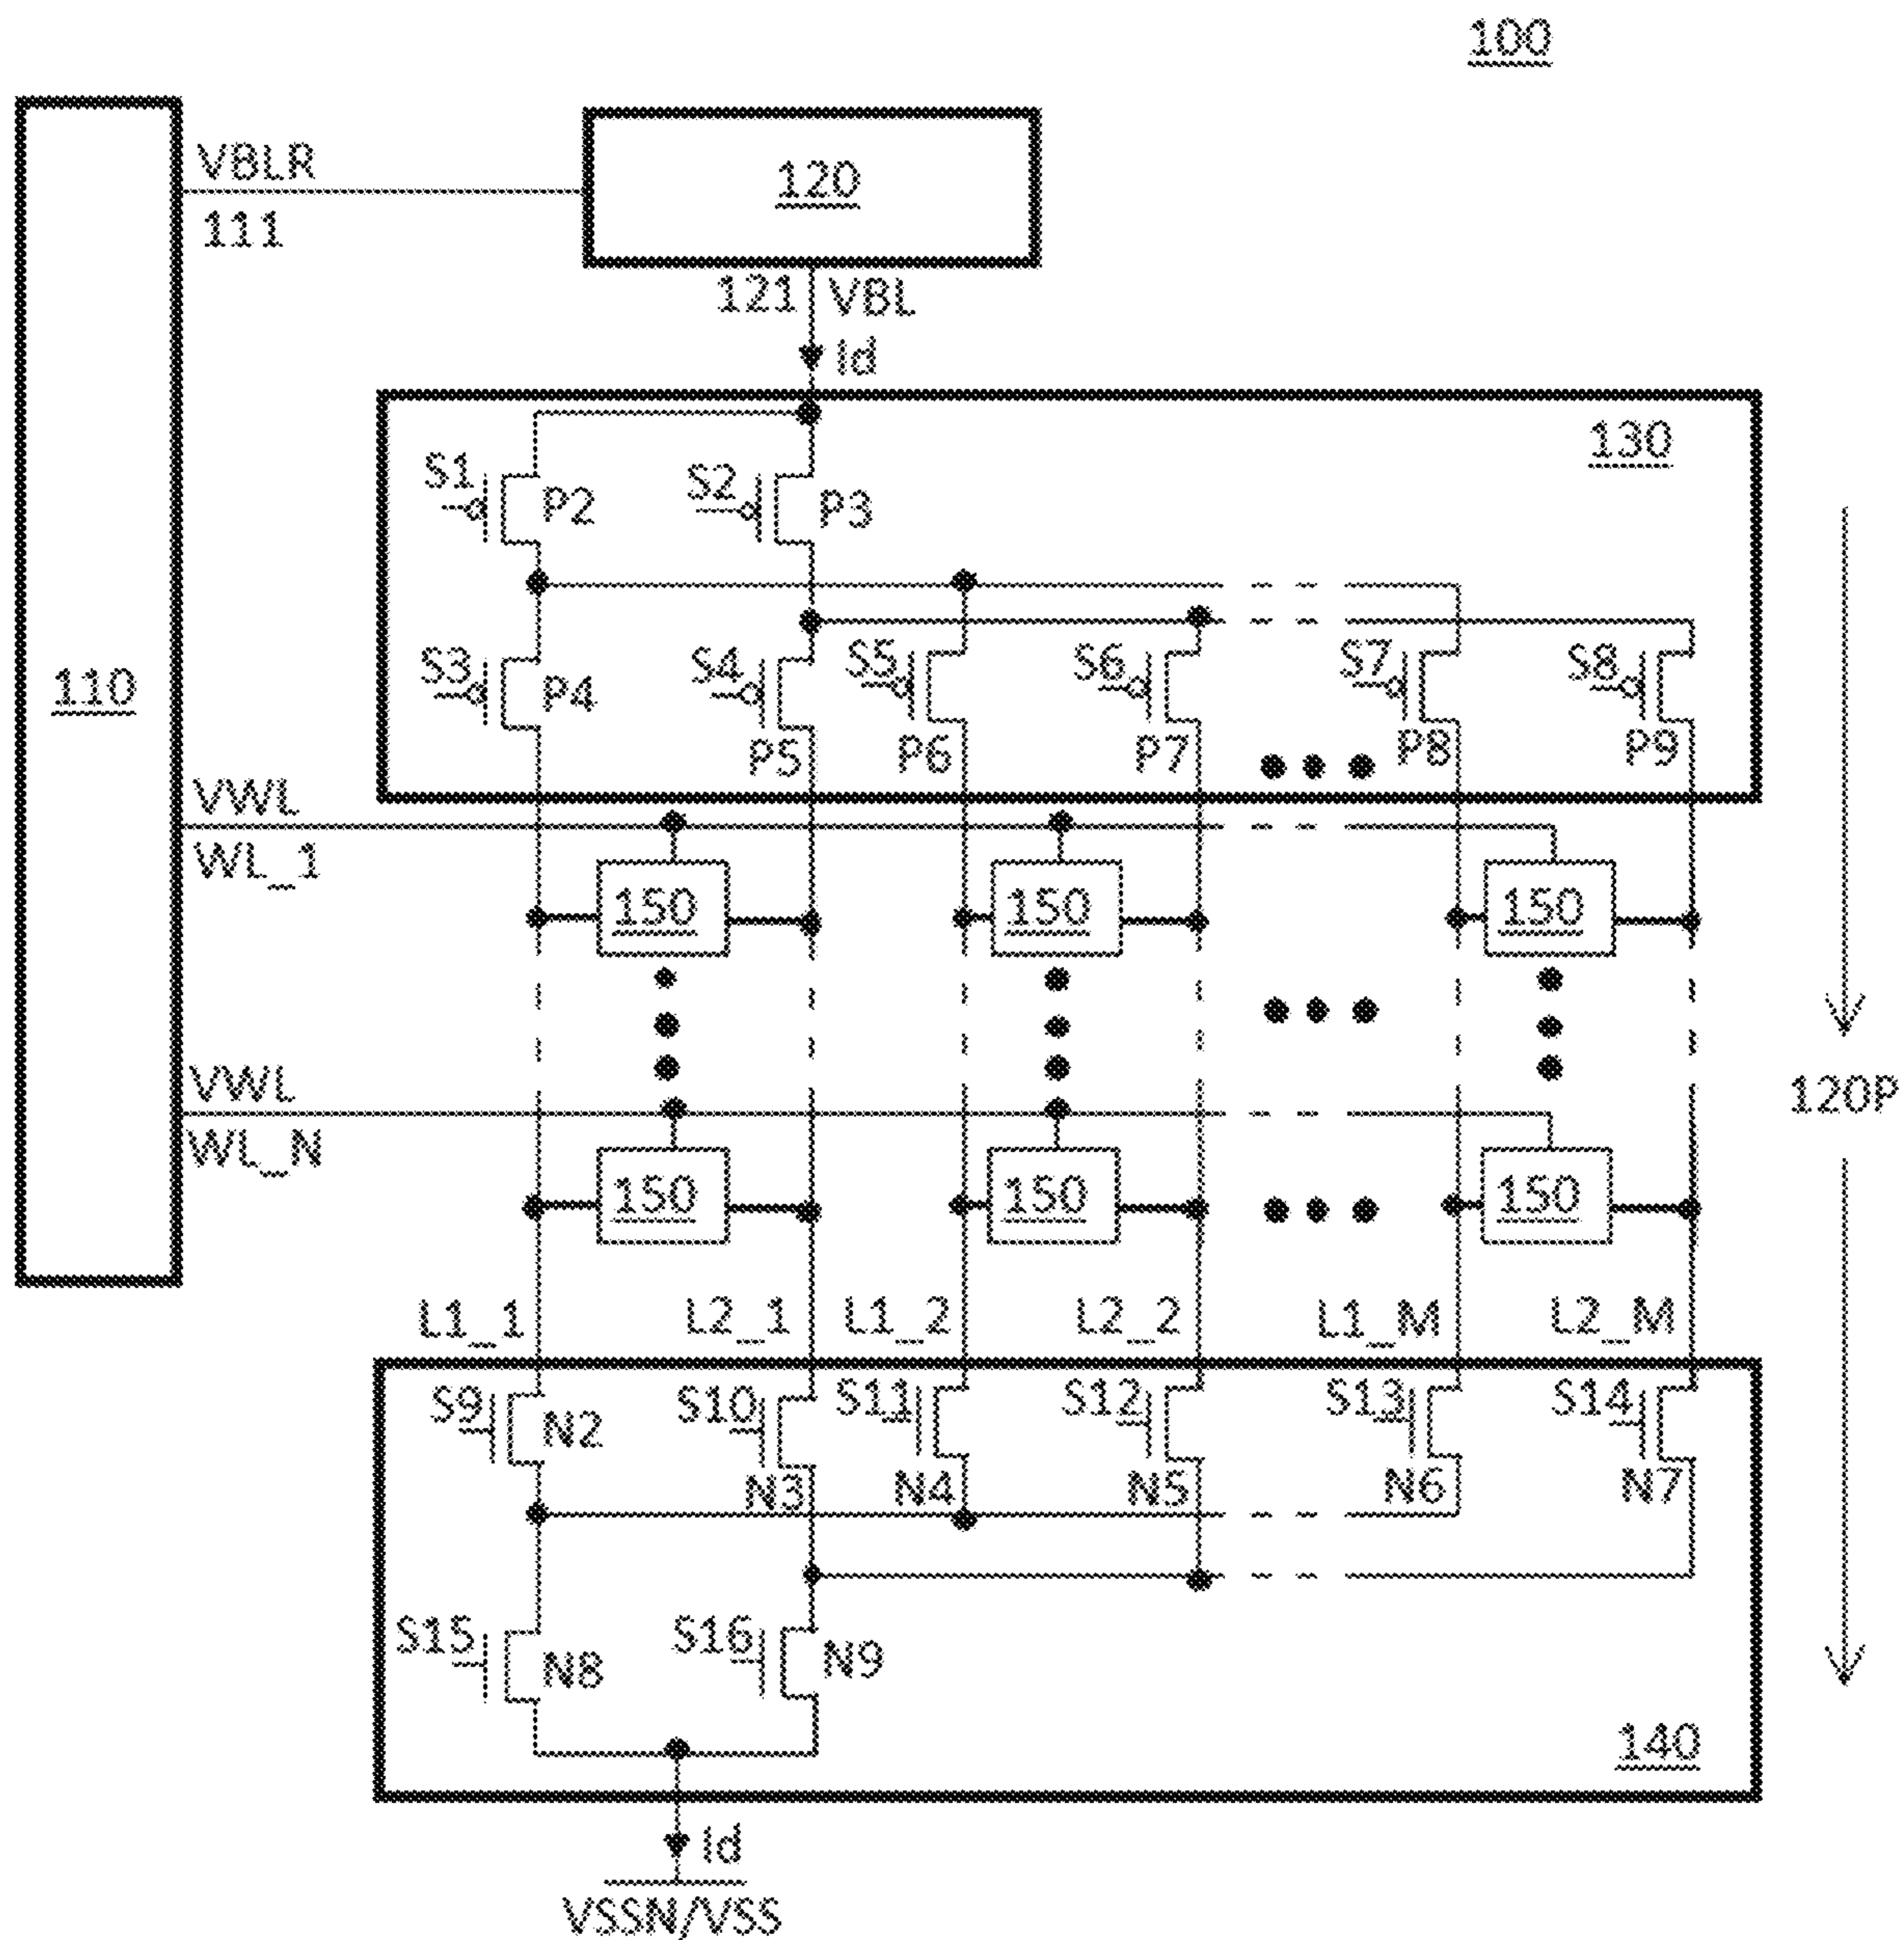 100
VBLR
111
120
121 VBL
Id
130
S1 P2 S2 P3
110
S3 P4 S4 P5 S5 P6 S6 P7 S7 P8 S8 P9
VWL
WL_1
150 150 150
120P
VWL
WL_N
150 150 150
L1_1 L2_1 L1_2 L2_2 L1_M L2_M
S9 N2 S10 N3 S11 N4 S12 N5 S13 N6 S14 N7
S15 N8 S16 N9
140
Id
VSSN/VSS